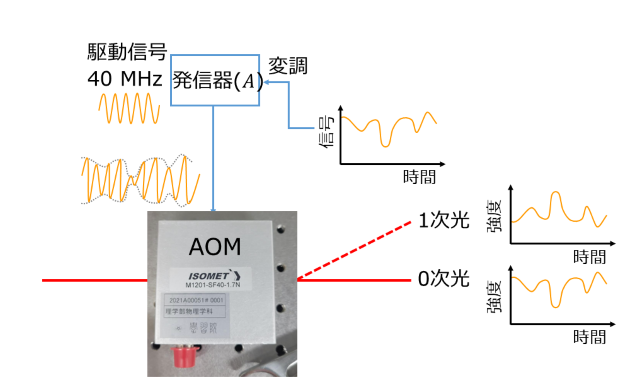 駆動信号
40 MHz
発信器(A)
変調
信号
時間
AOM
ISOMET
M1201-SF40-1.7N
2021A00051# 0001
理学部物理学科
1次光
強度
時間
0次光
強度
時間